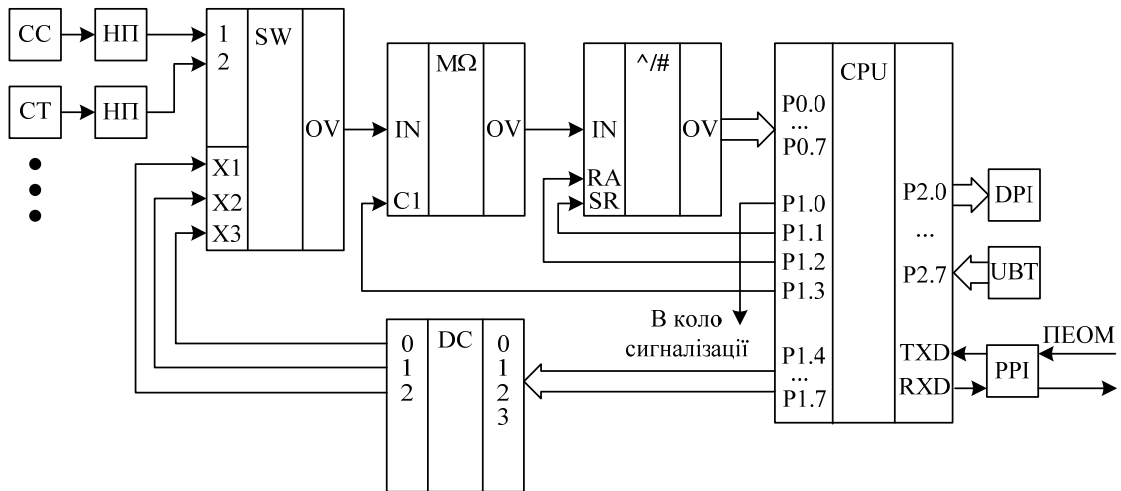 СС
НП
СТ
НП
1
2
SW
OV
X1
X2
X3
MΩ
IN
OV
C1
^/#
IN
OV
RA
SR
CPU
P0.0
...
P0.7
P1.0
P1.1
P1.2
P1.3
P1.4
...
P1.7
P2.0
...
P2.7
TXD
RXD
DPI
UBT
ПЕОМ
PPI
В коло
сигналізації
DC
0
1
2
0
1
2
3